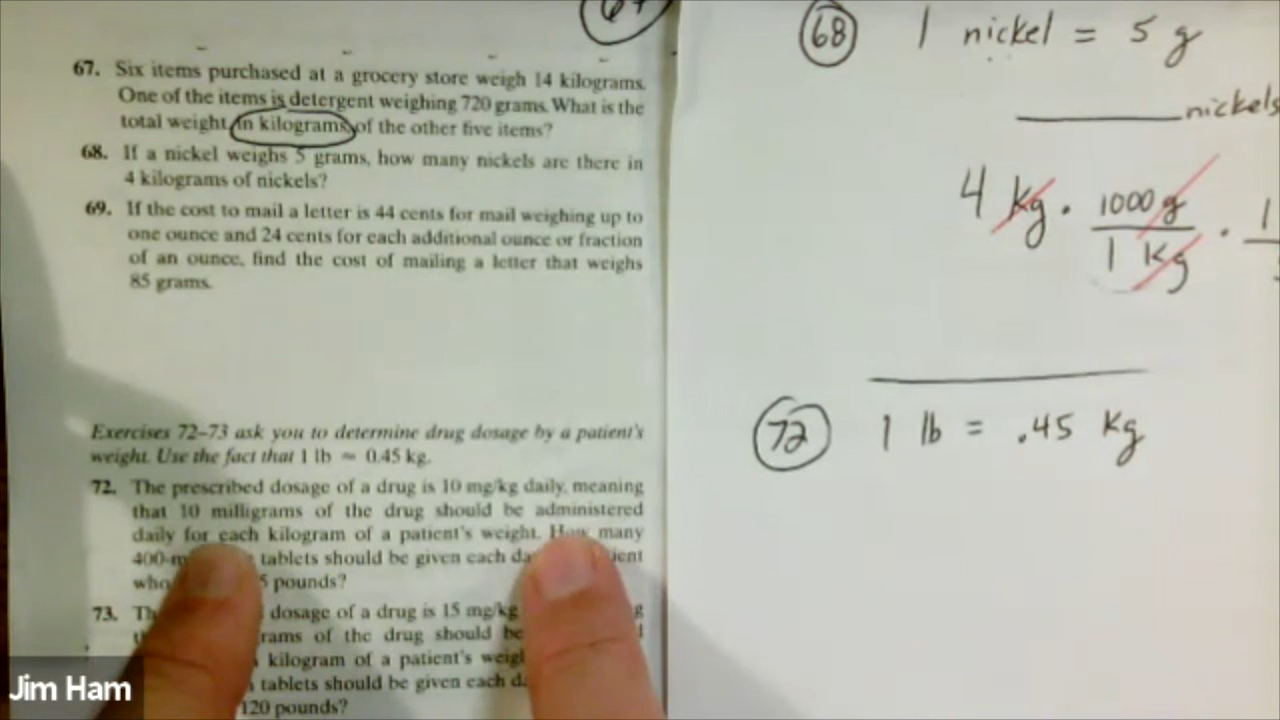 67. Six items purchased at a grocery store weigh 14 kilograms.
One of the items is detergent weighing 720 grams. What is the
total weight in kilograms of the other five items?
68. If a nickel weighs 5 grams, how many nickels are there in
4 kilograms of nickels?
69. If the cost to mail a letter is 44 cents for mail weighing up to
one ounce and 24 cents for each additional ounce or fraction
of an ounce, find the cost of mailing a letter that weighs
85 grams.
Exercises 72–73 ask you to determine drug dosage by a patient's
weight. Use the fact that 1 lb ≈ 0.45 kg.
72. The prescribed dosage of a drug is 10 mg/kg daily, meaning
that 10 milligrams of the drug should be administered
daily for each kilogram of a patient's weight. How many
tablets should be given each
pounds?
73. dosage of a drug is 15 mg/kg
of the drug should
kilogram of a patient's
tablets should be given each
120 pounds?
Jim Ham
68 1 nickel = 5 g
nickels
4 kg · 1000 g / 1 kg · 1
72 1 lb = .45 kg